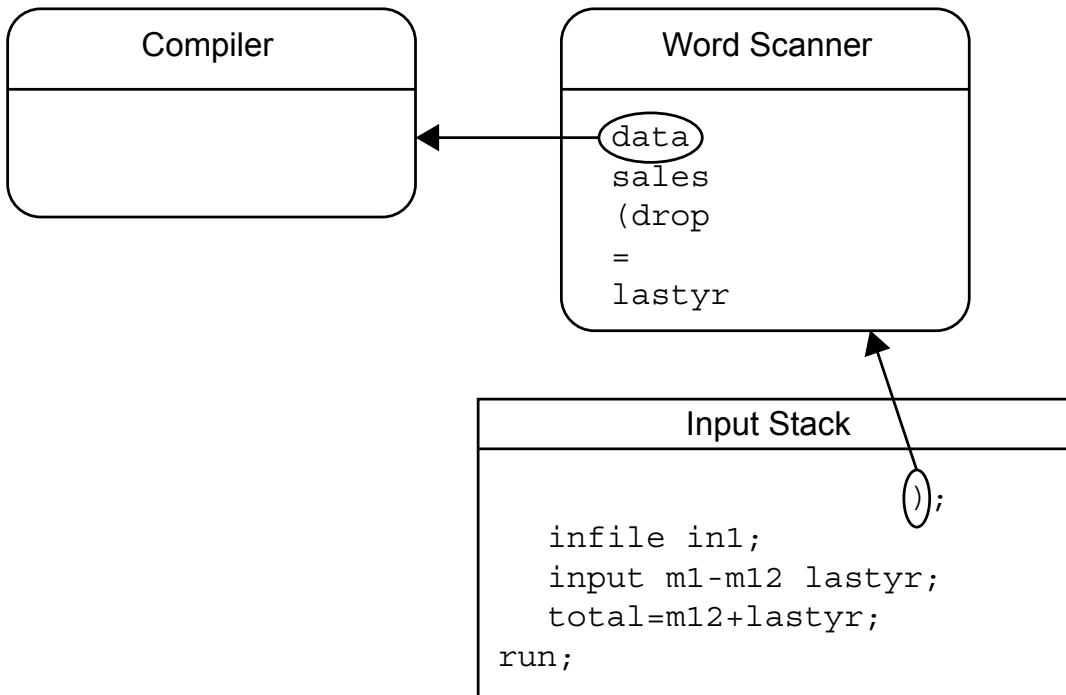 Compiler
Word Scanner
data
sales
(drop
=
lastyr
Input Stack
);
infile in1;
input m1-m12 lastyr;
total=m12+lastyr;
run;